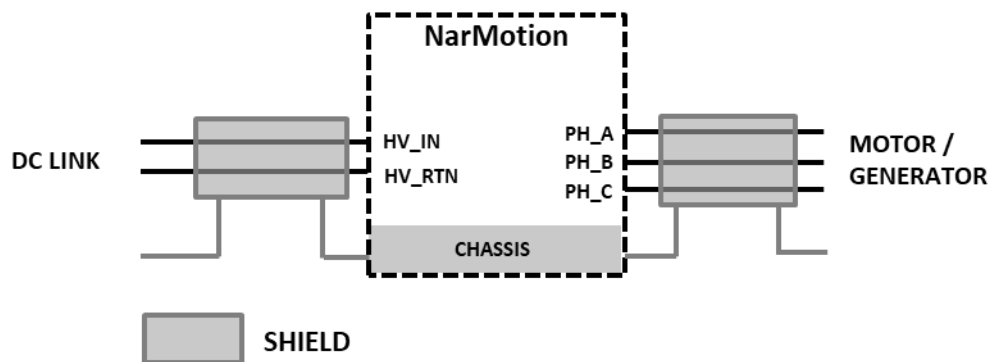 NarMotion
DC LINK
HV_IN
HV_RTN
PH_A
PH_B
PH_C
MOTOR /
GENERATOR
CHASSIS
SHIELD